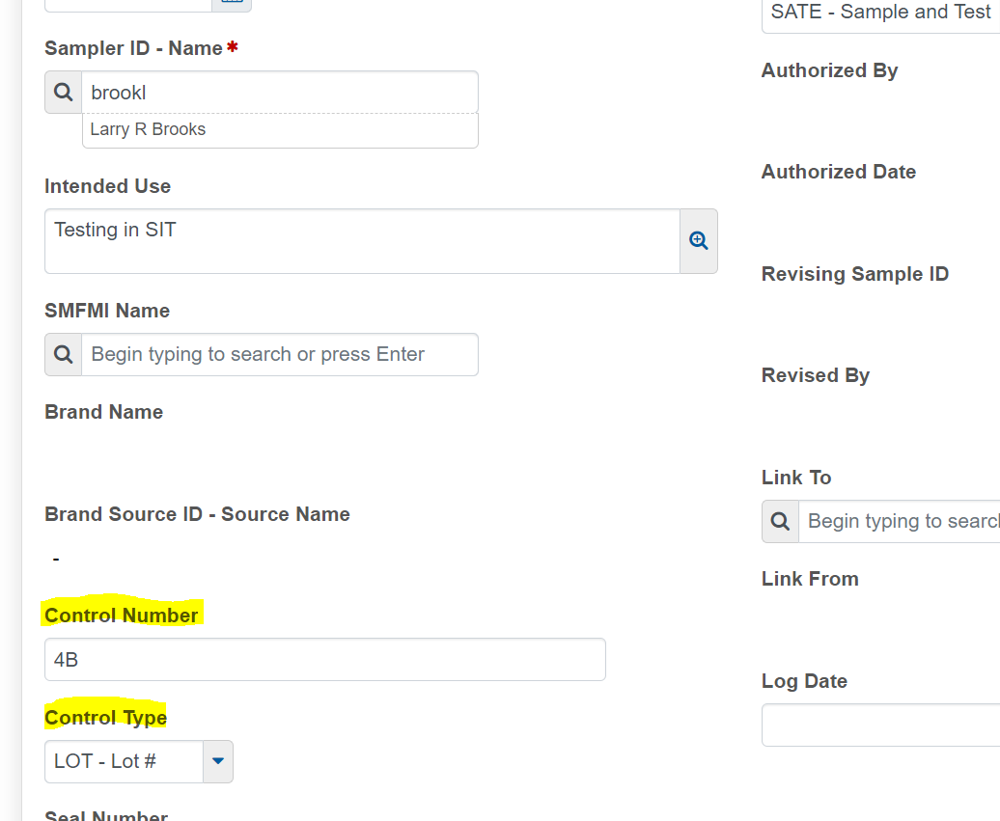 Sampler ID - Name*
brookl
Larry R Brooks
Intended Use
Testing in SIT
SMFMI Name
Begin typing to search or press Enter
Brand Name
Brand Source ID - Source Name
-
Control Number
4B
Control Type
LOT - Lot #
Seal Number
SATE - Sample and Test
Authorized By
Authorized Date
Revising Sample ID
Revised By
Link To
Begin typing to search
Link From
Log Date